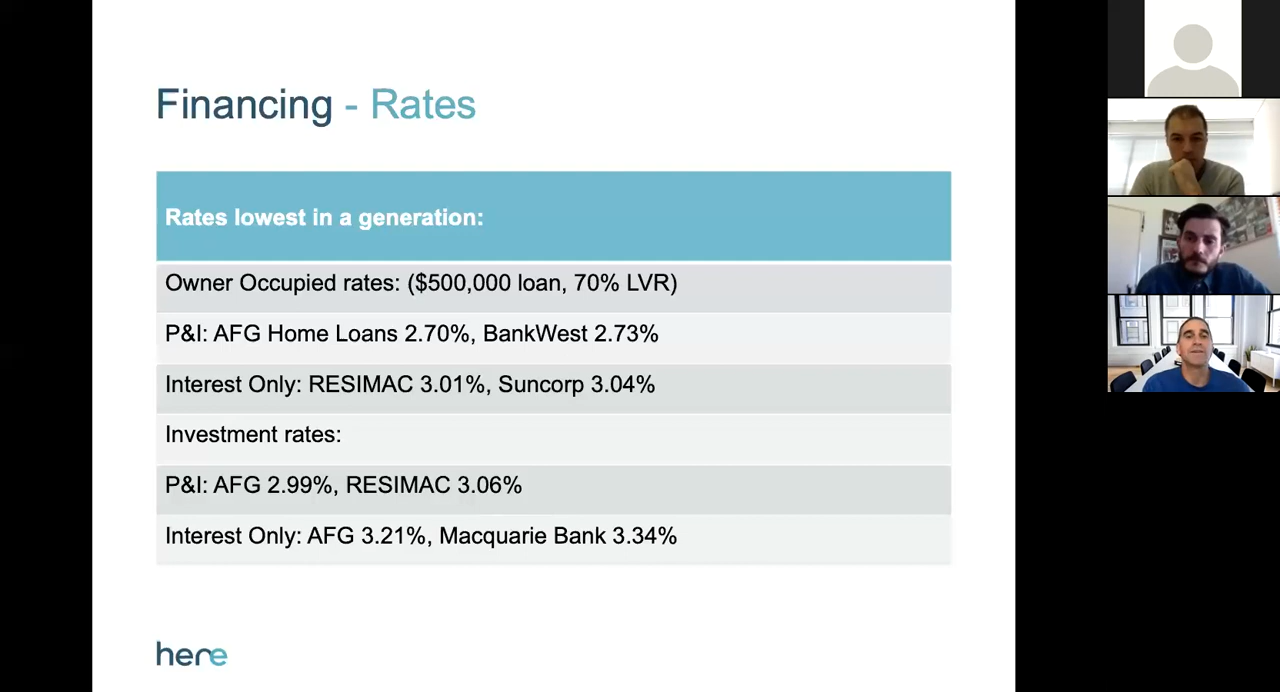 Financing - Rates
Rates lowest in a generation:
Owner Occupied rates: ($500,000 loan, 70% LVR)
P&I: AFG Home Loans 2.70%, BankWest 2.73%
Interest Only: RESIMAC 3.01%, Suncorp 3.04%
Investment rates:
P&I: AFG 2.99%, RESIMAC 3.06%
Interest Only: AFG 3.21%, Macquarie Bank 3.34%
here